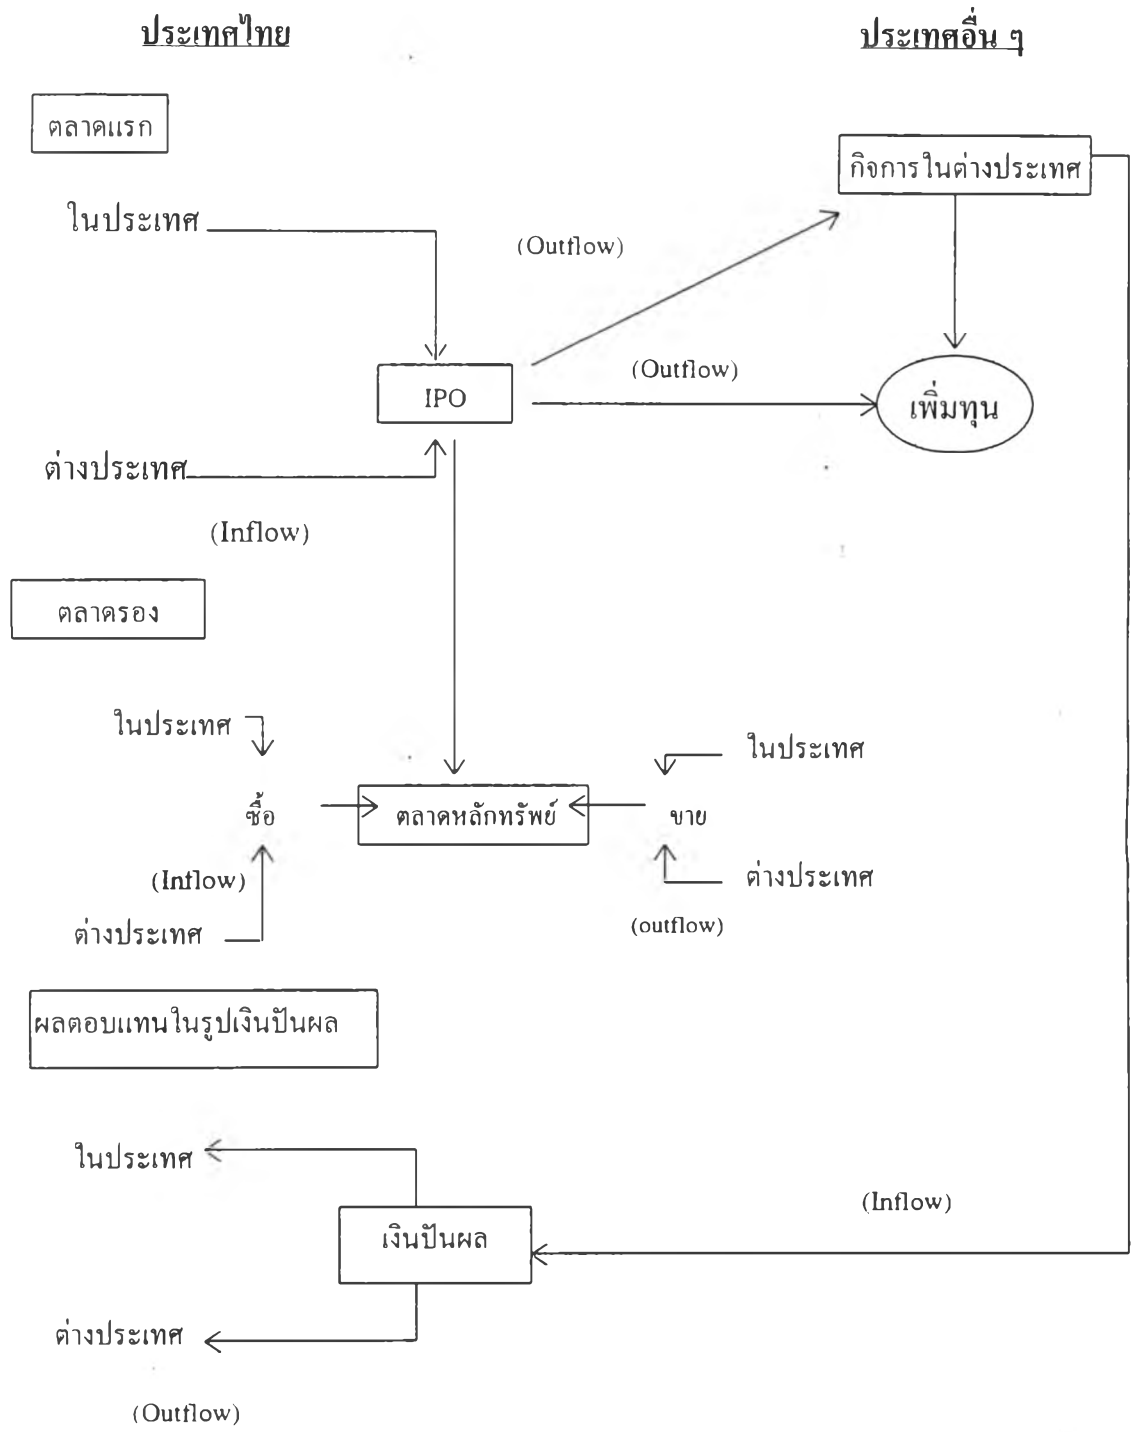 ประเทศไทย
ประเทศอื่น ๆ
ตลาดแรก
กิจการในต่างประเทศ
ในประเทศ
(Outflow)
(Outflow)
IPO
เพิ่มทุน
ต่างประเทศ
(Inflow)
ตลาดรอง
ในประเทศ
ในประเทศ
ซื้อ
ตลาดหลักทรัพย์
ขาย
(Inflow)
ต่างประเทศ
ต่างประเทศ
(outflow)
ผลตอบแทนในรูปเงินปันผล
ในประเทศ
(Inflow)
เงินปันผล
ต่างประเทศ
(Outflow)